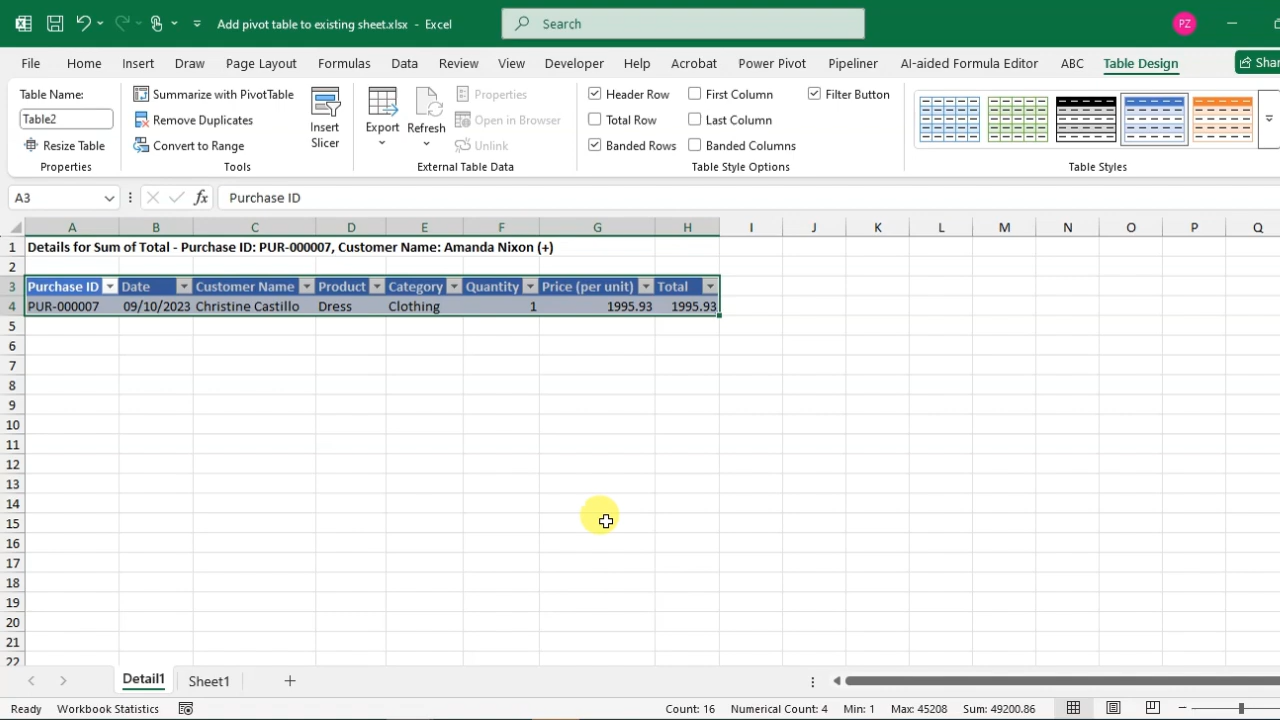 Add pivot table to existing sheet.xlsx - Excel
Search
PZ
File Home Insert Draw Page Layout Formulas Data Review View Developer Help Acrobat Power Pivot Pipeliner AI-aided Formula Editor ABC Table Design Shar
Table Name:
Table2
Resize Table
Properties
Summarize with PivotTable
Remove Duplicates
Convert to Range
Insert
Slicer
Tools
Export
Refresh
Properties
Open in Browser
Unlink
External Table Data
Header Row First Column Filter Button
Total Row Last Column
Banded Rows Banded Columns
Table Style Options
Table Styles
A3 fx Purchase ID
A B C D E F G H I J K L M N O P Q
1 Details for Sum of Total - Purchase ID: PUR-000007, Customer Name: Amanda Nixon (+)
2
3 Purchase ID Date Customer Name Product Category Quantity Price (per unit) Total
4 PUR-000007 09/10/2023 Christine Castillo Dress Clothing 1 1995.93 1995.93
5
6
7
8
9
10
11
12
13
14
15
16
17
18
19
20
21
22
Detail1 Sheet1
Ready Workbook Statistics Count: 16 Numerical Count: 4 Min: 1 Max: 45208 Sum: 49200.86